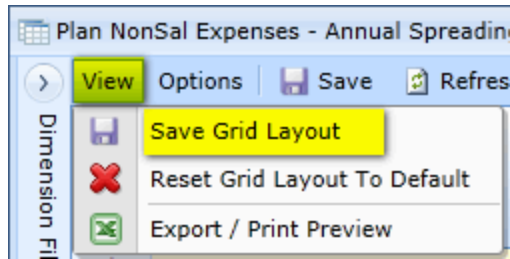 Plan NonSal Expenses - Annual Spreading
View Options Save Refres
Dimension Fil
Save Grid Layout
Reset Grid Layout To Default
Export / Print Preview